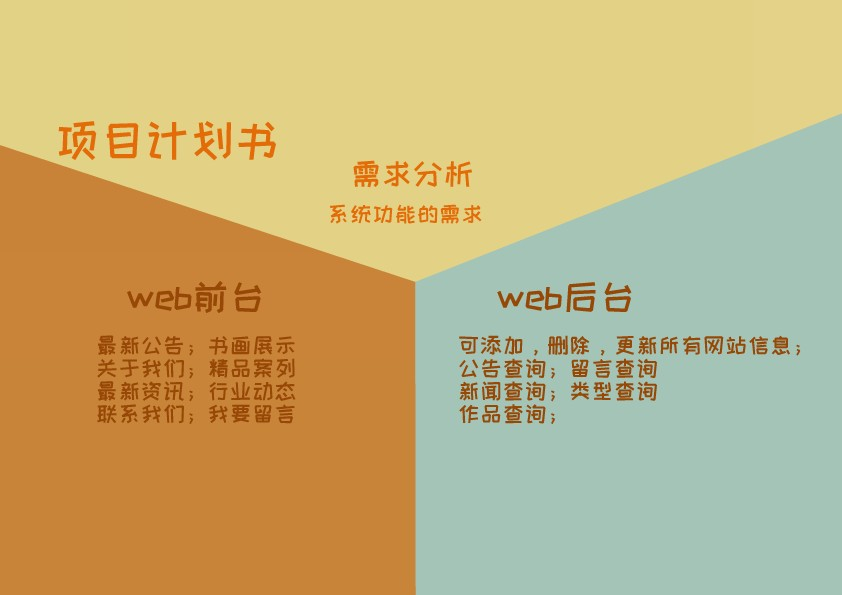 项目计划书
需求分析
系统功能的需求
web前台
最新公告；书画展示
关于我们；精品案列
最新资讯；行业动态
联系我们；我要留言
web后台
可添加，删除，更新所有网站信息；
公告查询；留言查询
新闻查询；类型查询
作品查询；